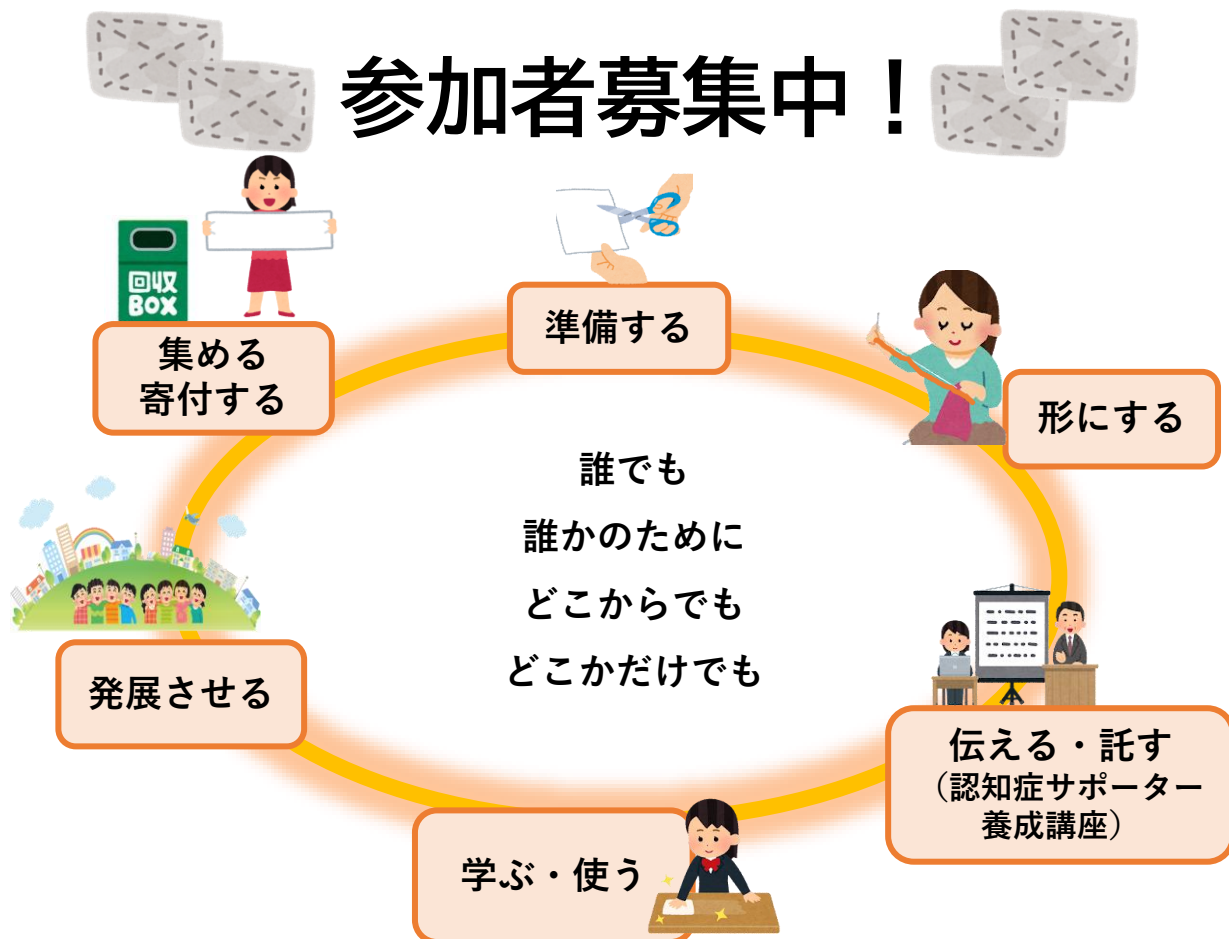 参加者募集中！
回収
BOX
集める
寄付する
準備する
形にする
誰でも
誰かのために
どこからでも
どこかだけでも
発展させる
伝える・託す
（認知症サポーター
養成講座）
学ぶ・使う